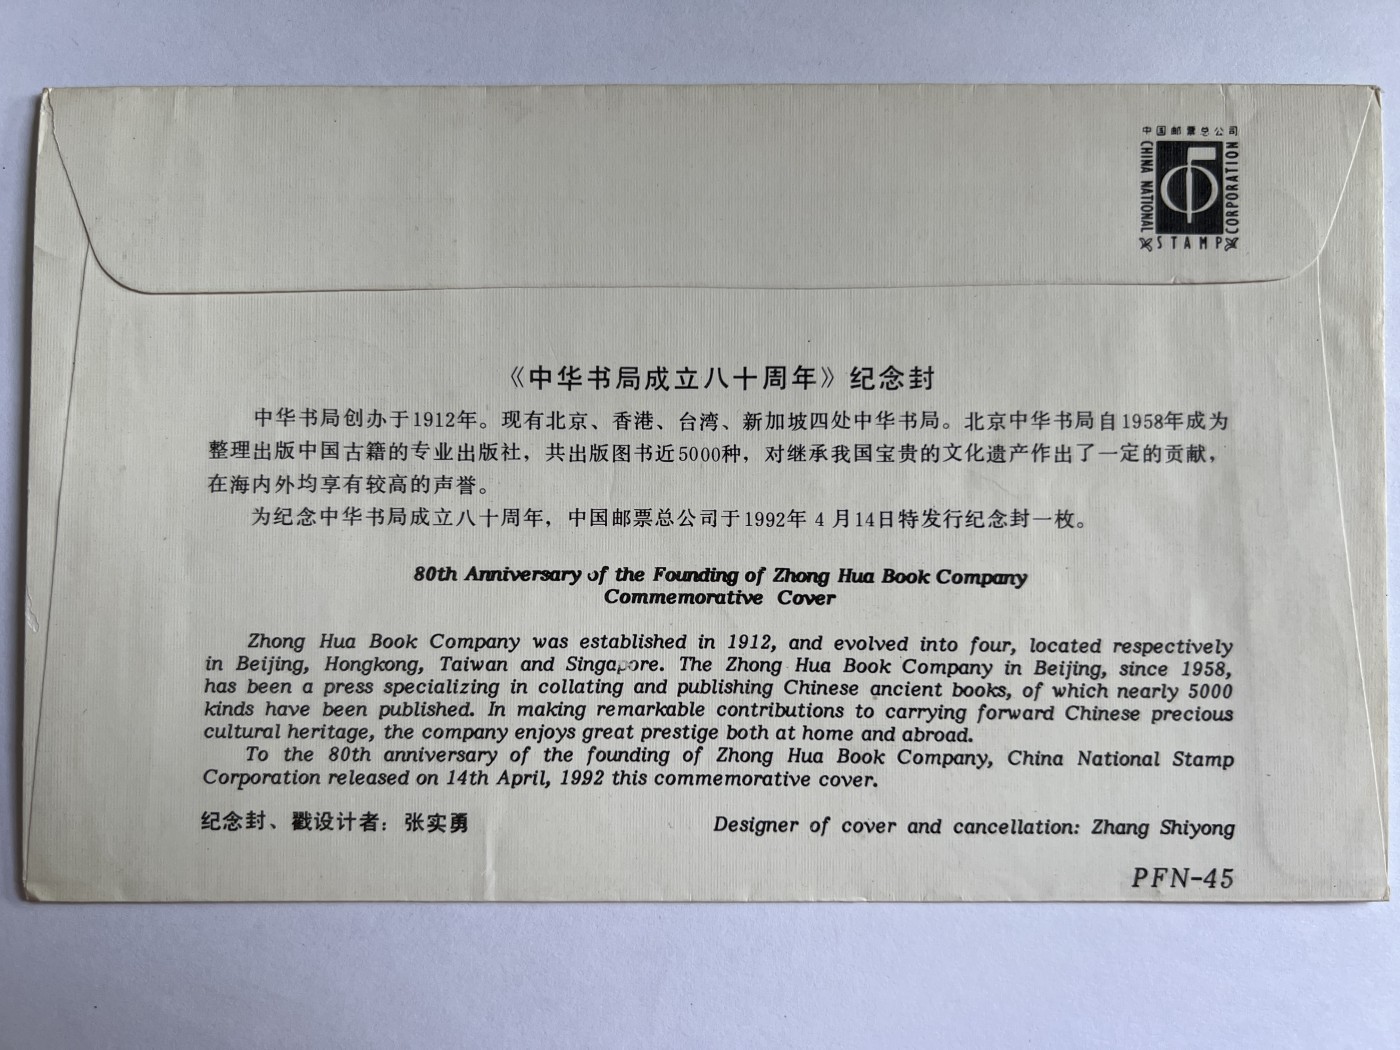 中国邮票总公司
CHINA NATIONAL
STAMP
CORPORATION
《中华书局成立八十周年》纪念封
中华书局创办于1912年。现有北京、香港、台湾、新加坡四处中华书局。北京中华书局自1958年成为
整理出版中国古籍的专业出版社，共出版图书近5000种，对继承我国宝贵的文化遗产作出了一定的贡献，
在海内外均享有较高的声誉。
为纪念中华书局成立八十周年，中国邮票总公司于1992年 4 月14日特发行纪念封一枚。
80th Anniversary of the Founding of Zhong Hua Book Company
Commemorative Cover
Zhong Hua Book Company was established in 1912, and evolved into four, located respectively
in Beijing, Hongkong, Taiwan and Singapore. The Zhong Hua Book Company in Beijing, since 1958,
has been a press specializing in collating and publishing Chinese ancient books, of which nearly 5000
kinds have been published. In making remarkable contributions to carrying forward Chinese precious
cultural heritage, the company enjoys great prestige both at home and abroad.
To the 80th anniversary of the founding of Zhong Hua Book Company, China National Stamp
Corporation released on 14th April, 1992 this commemorative cover.
纪念封、戳设计者：张实勇
Designer of cover and cancellation: Zhang Shiyong
PFN-45